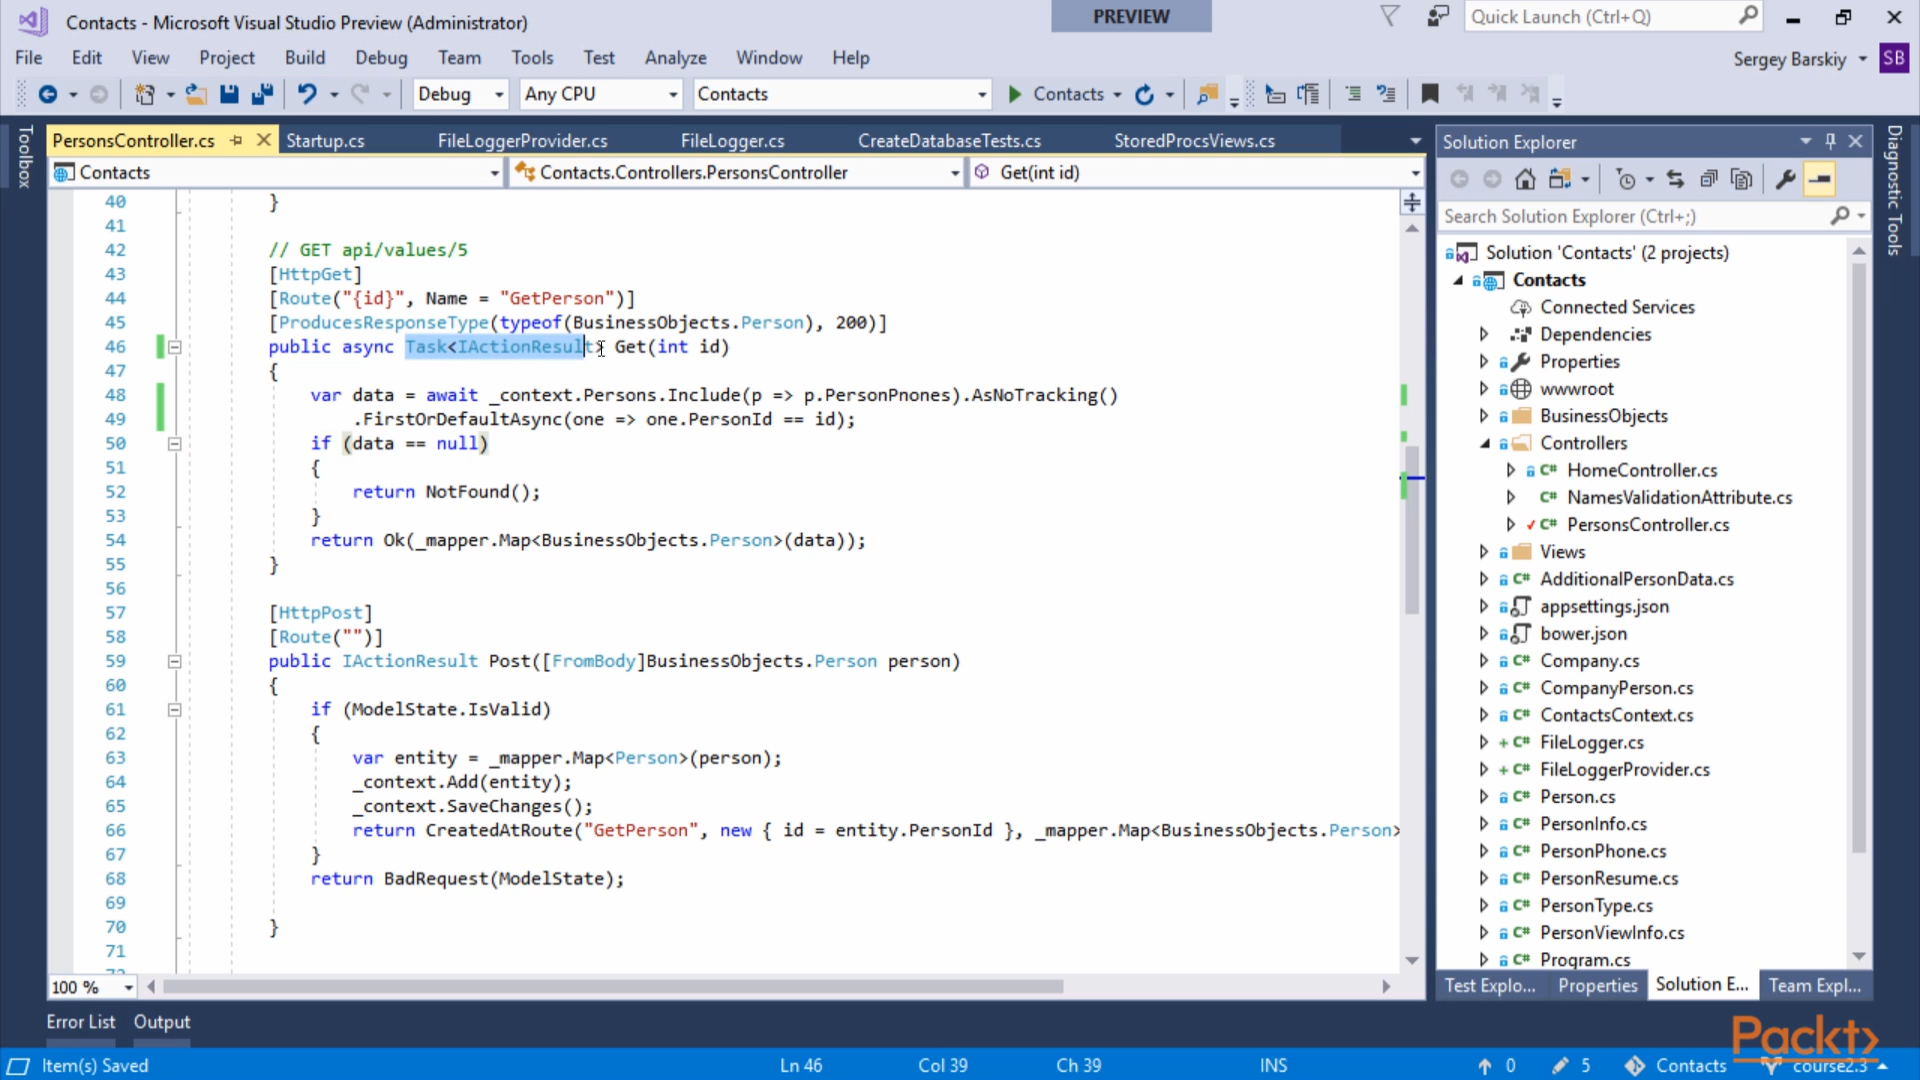 Contacts - Microsoft Visual Studio Preview (Administrator)
PREVIEW
Quick Launch (Ctrl+Q)
File Edit View Project Build Debug Team Tools Test Analyze Window Help
Sergey Barskiy SB
Debug Any CPU Contacts Contacts
Toolbox
PersonsController.cs Startup.cs FileLoggerProvider.cs FileLogger.cs CreateDatabaseTests.cs StoredProcsViews.cs
Contacts Contacts.Controllers.PersonsController Get(int id)
40 }
41
42 // GET api/values/5
43 [HttpGet]
44 [Route("{id}", Name = "GetPerson")]
45 [ProducesResponseType(typeof(BusinessObjects.Person), 200)]
46 public async Task<IActionResult> Get(int id)
47 {
48 var data = await _context.Persons.Include(p => p.PersonPhones).AsNoTracking()
49 .FirstOrDefaultAsync(one => one.PersonId == id);
50 if (data == null)
51 {
52 return NotFound();
53 }
54 return Ok(_mapper.Map<BusinessObjects.Person>(data));
55 }
56
57 [HttpPost]
58 [Route("")]
59 public IActionResult Post([FromBody]BusinessObjects.Person person)
60 {
61 if (ModelState.IsValid)
62 {
63 var entity = _mapper.Map<Person>(person);
64 _context.Add(entity);
65 _context.SaveChanges();
66 return CreatedAtRoute("GetPerson", new { id = entity.PersonId }, _mapper.Map<BusinessObjects.Person>
67 }
68 return BadRequest(ModelState);
69
70 }
71
100 %
Solution Explorer
Search Solution Explorer (Ctrl+;)
Solution 'Contacts' (2 projects)
Contacts
Connected Services
Dependencies
Properties
wwwroot
BusinessObjects
Controllers
C# HomeController.cs
C# NamesValidationAttribute.cs
C# PersonsController.cs
Views
C# AdditionalPersonData.cs
appsettings.json
bower.json
C# Company.cs
C# CompanyPerson.cs
C# ContactsContext.cs
+ C# FileLogger.cs
+ C# FileLoggerProvider.cs
C# Person.cs
C# PersonInfo.cs
C# PersonPhone.cs
C# PersonResume.cs
C# PersonType.cs
C# PersonViewInfo.cs
C# Program.cs
Test Explo... Properties Solution E... Team Expl...
Diagnostic Tools
Error List Output
Packt>
Item(s) Saved Ln 46 Col 39 Ch 39 INS 0 5 Contacts course2.3